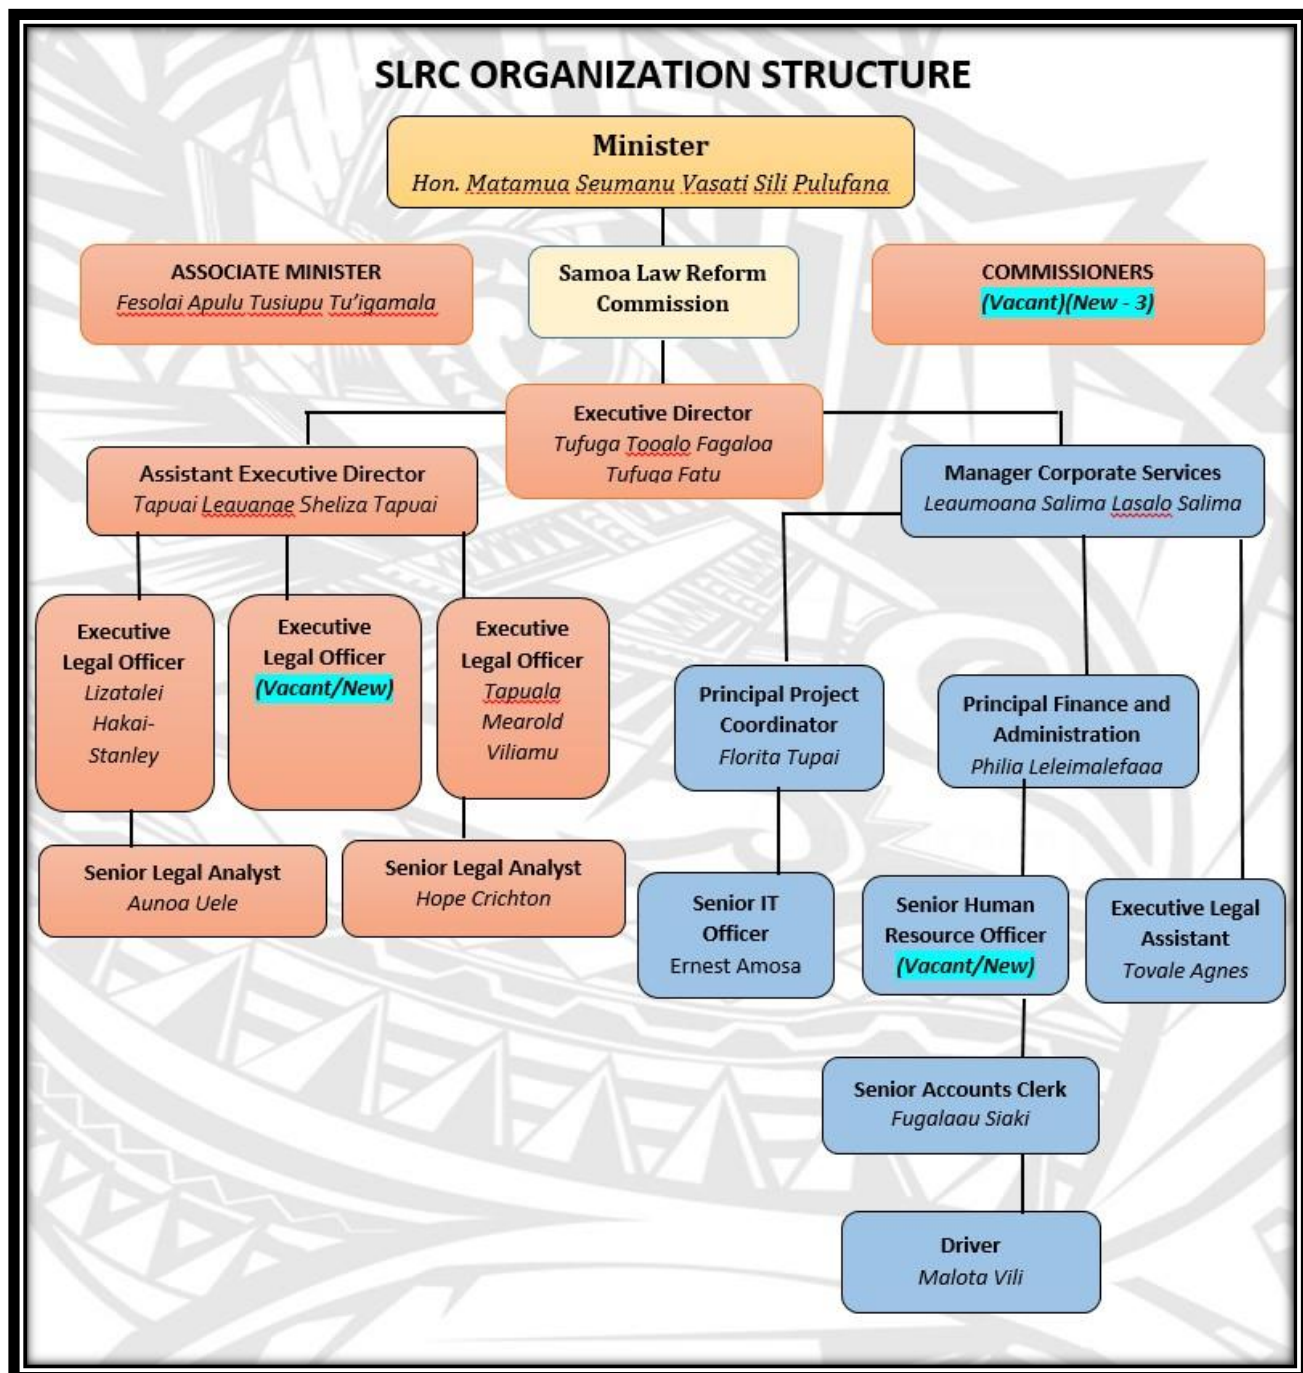 SLRC ORGANIZATION STRUCTURE
Minister
Hon. Matamua Seumanu Vasati Sili Pulufana
ASSOCIATE MINISTER
Fesolai Apulu Tusiupu Tu’igamala
Samoa Law Reform
Commission
COMMISSIONERS
(Vacant)(New - 3)
Executive Director
Tufuga Tooalo Fagaloa
Tufuga Fatu
Assistant Executive Director
Tapuai Leauanae Sheliza Tapuai
Manager Corporate Services
Leaumoana Salima Lasalo Salima
Executive
Legal Officer
Lizatalei
Hakai-
Stanley
Executive
Legal Officer
(Vacant/New)
Executive
Legal Officer
Tapuala
Mearold
Viliamu
Principal Project
Coordinator
Florita Tupai
Principal Finance and
Administration
Philia Leleimalefaaa
Senior Legal Analyst
Aunoa Uele
Senior Legal Analyst
Hope Crichton
Senior IT
Officer
Ernest Amosa
Senior Human
Resource Officer
(Vacant/New)
Executive Legal
Assistant
Tovale Agnes
Senior Accounts Clerk
Fugalaau Siaki
Driver
Malota Vili